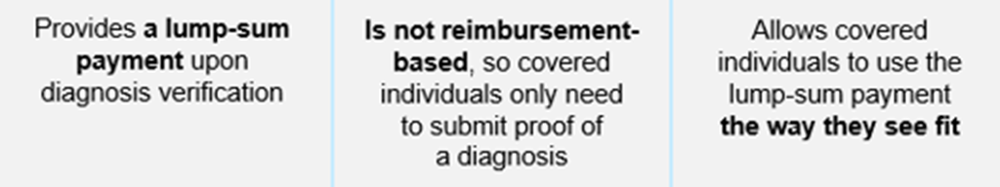 Provides a lump-sum
payment upon
diagnosis verification
Is not reimbursement-
based, so covered
individuals only need
to submit proof of
a diagnosis
Allows covered
individuals to use the
lump-sum payment
the way they see fit